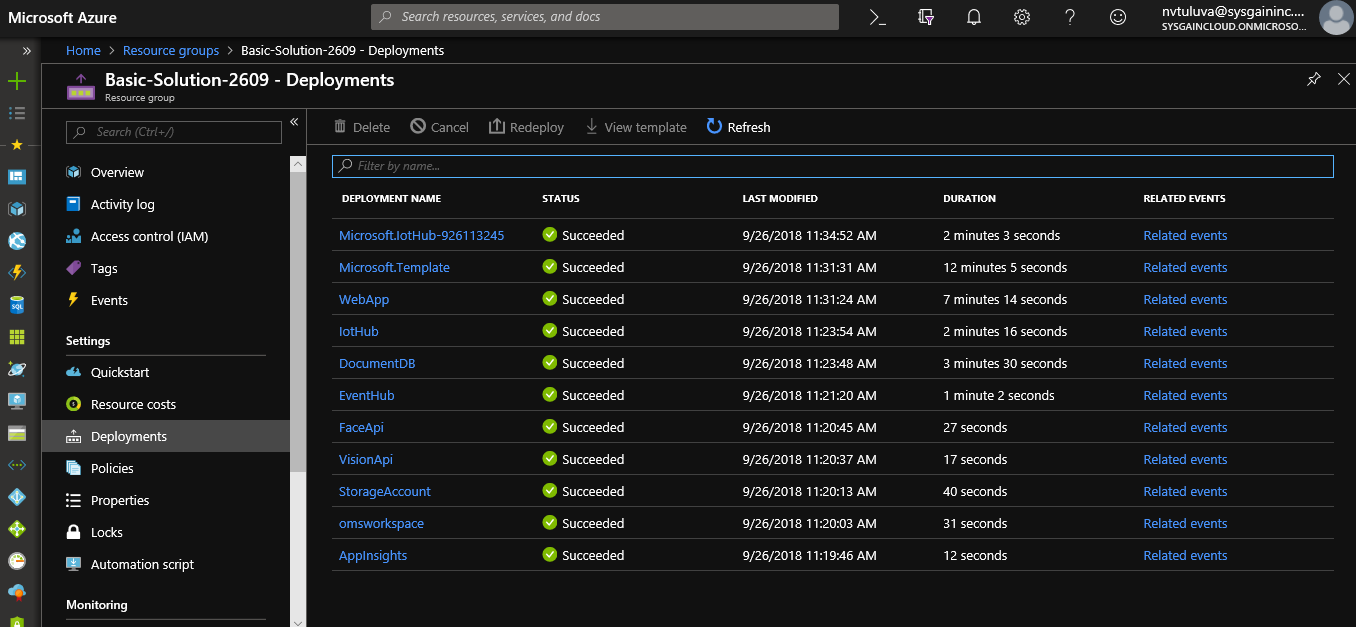 Microsoft Azure
Search resources, services, and docs
nvtuluva@sysgaininc....
SYSGAINCLOUD.ONMICROSO...
Home > Resource groups > Basic-Solution-2609 - Deployments
Basic-Solution-2609 - Deployments
Resource group
Search (Ctrl+/)
Overview
Activity log
Access control (IAM)
Tags
Events
Settings
Quickstart
Resource costs
Deployments
Policies
Properties
Locks
Automation script
Monitoring
Delete Cancel Redeploy View template Refresh
Filter by name...
DEPLOYMENT NAME STATUS LAST MODIFIED DURATION RELATED EVENTS
Microsoft.IotHub-926113245 Succeeded 9/26/2018 11:34:52 AM 2 minutes 3 seconds Related events
Microsoft.Template Succeeded 9/26/2018 11:31:31 AM 12 minutes 5 seconds Related events
WebApp Succeeded 9/26/2018 11:31:24 AM 7 minutes 14 seconds Related events
IotHub Succeeded 9/26/2018 11:23:54 AM 2 minutes 16 seconds Related events
DocumentDB Succeeded 9/26/2018 11:23:48 AM 3 minutes 30 seconds Related events
EventHub Succeeded 9/26/2018 11:21:20 AM 1 minute 2 seconds Related events
FaceApi Succeeded 9/26/2018 11:20:45 AM 27 seconds Related events
VisionApi Succeeded 9/26/2018 11:20:37 AM 17 seconds Related events
StorageAccount Succeeded 9/26/2018 11:20:13 AM 40 seconds Related events
omsworkspace Succeeded 9/26/2018 11:20:03 AM 31 seconds Related events
AppInsights Succeeded 9/26/2018 11:19:46 AM 12 seconds Related events